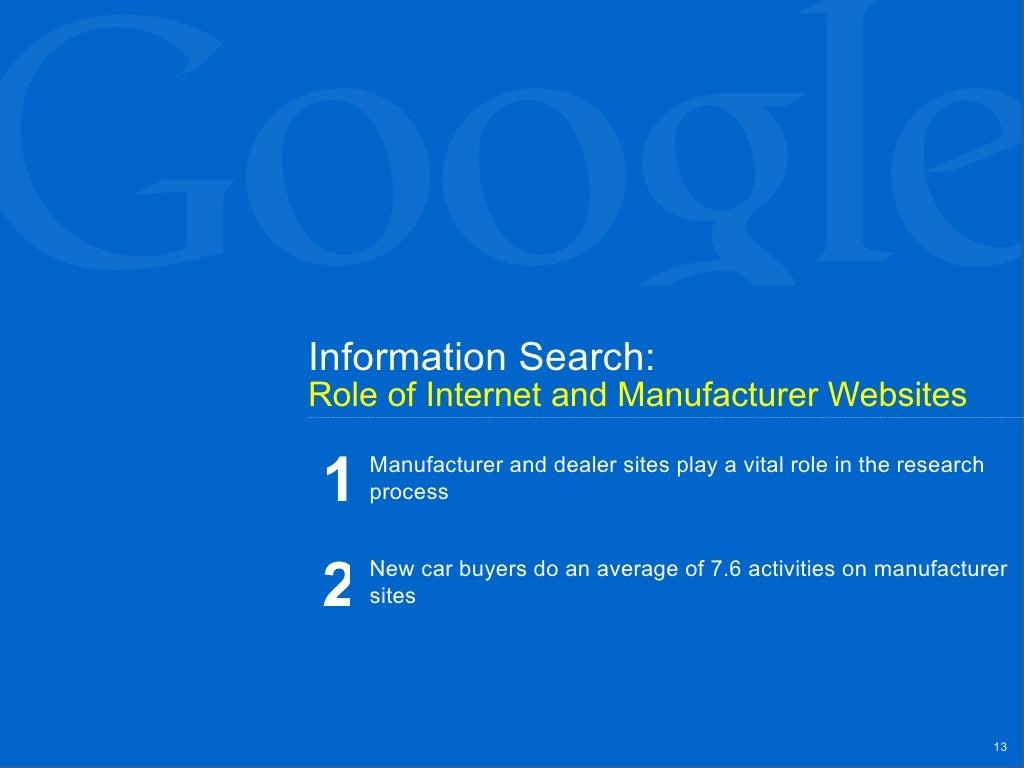 Google
Information Search:
Role of Internet and Manufacturer Websites
1 Manufacturer and dealer sites play a vital role in the research
process
2 New car buyers do an average of 7.6 activities on manufacturer
sites
13